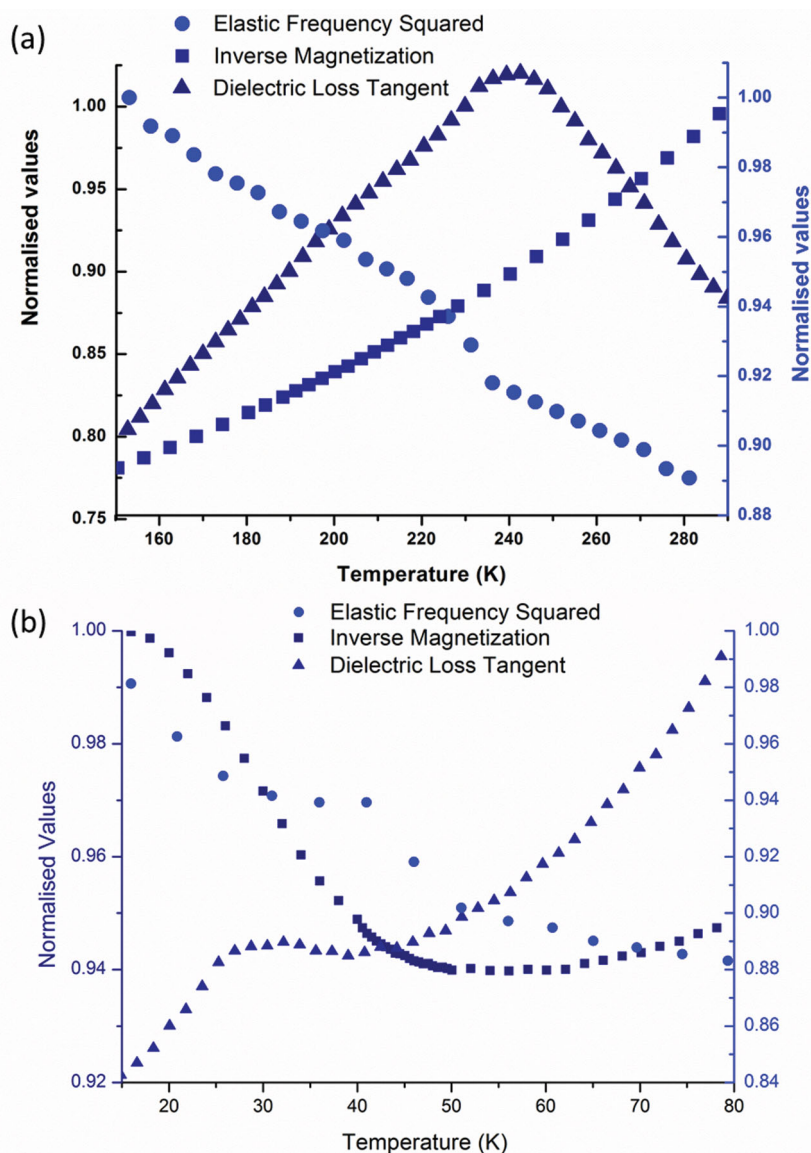 (a)
Elastic Frequency Squared
Inverse Magnetization
Dielectric Loss Tangent
1.00
0.95
0.90
0.85
0.80
0.75
Normalised values
1.00
0.98
0.96
0.94
0.92
0.90
0.88
Normalised values
160 180 200 220 240 260 280
Temperature (K)
(b)
Elastic Frequency Squared
Inverse Magnetization
Dielectric Loss Tangent
1.00
0.98
0.96
0.94
0.92
Normalised Values
1.00
0.98
0.96
0.94
0.92
0.90
0.88
0.86
0.84
20 30 40 50 60 70 80
Temperature (K)